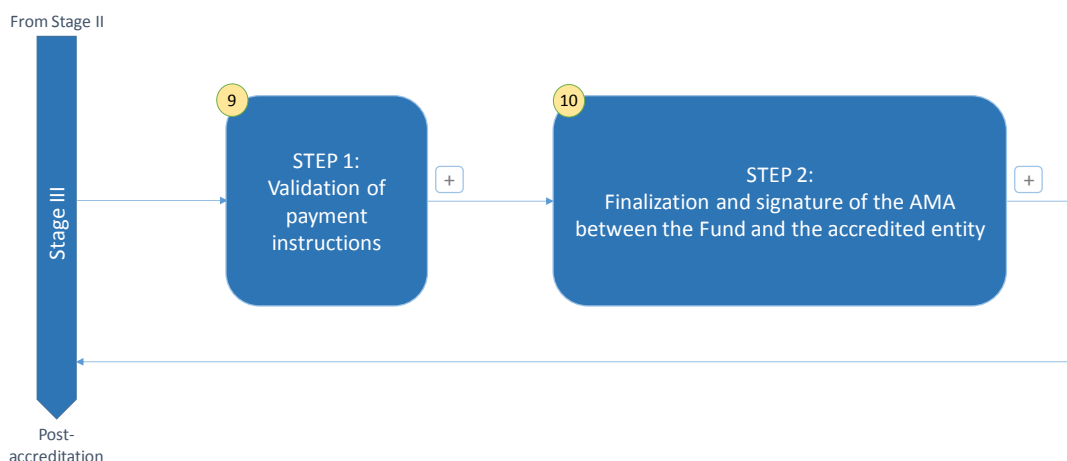 From Stage II
Stage III
9
STEP 1:
Validation of
payment
instructions
+
10
STEP 2:
Finalization and signature of the AMA
between the Fund and the accredited entity
+
Post-
accreditation